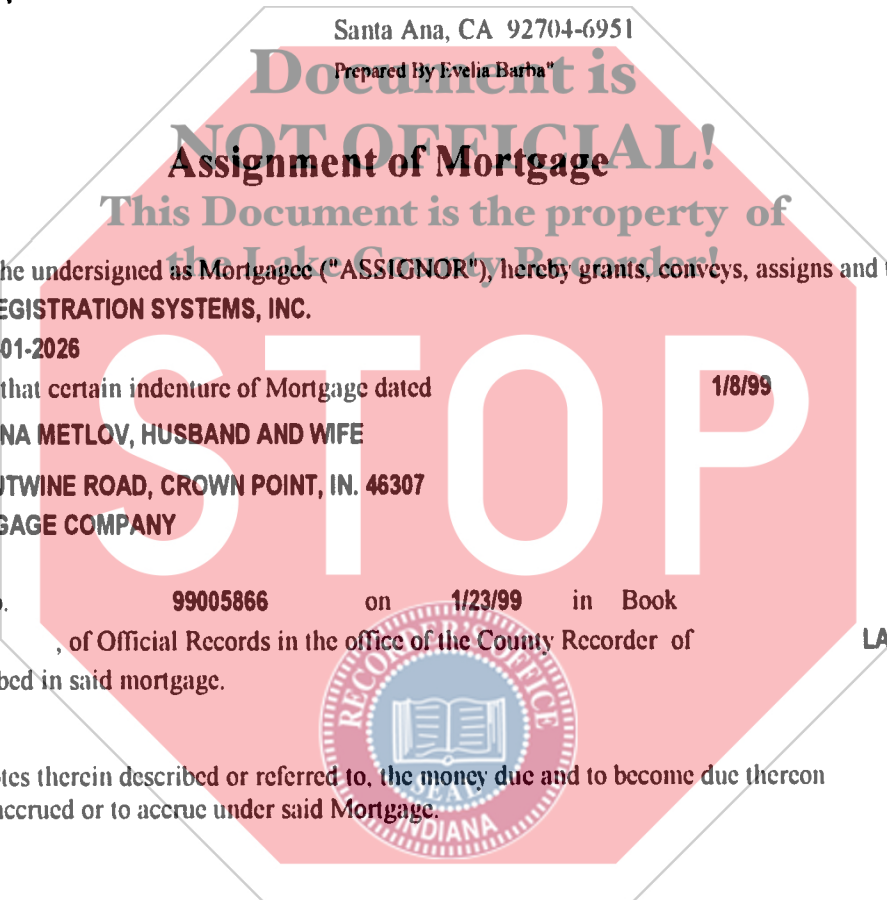 Santa Ana, CA 92704-6951
Document is
Prepared By Evelia Barba"
NOT OFFICIAL!
Assignment of Mortgage
This Document is the property of
the Lake County Recorder!
he undersigned as Mortgagee ("ASSIGNOR"), hereby grants, conveys, assigns and
EGISTRATION SYSTEMS, INC.
01-2026
that certain indenture of Mortgage dated 1/8/99
NA METLOV, HUSBAND AND WIFE
UTWINE ROAD, CROWN POINT, IN. 46307
GAGE COMPANY
STOP
99005866 on 1/23/99 in Book
, of Official Records in the office of the County Recorder of LA
bed in said mortgage.
RECORDER'S OFFICE
tes therein described or referred to, the money due and to become due thereon
SEAL
accrued or to accrue under said Mortgage.
INDIANA